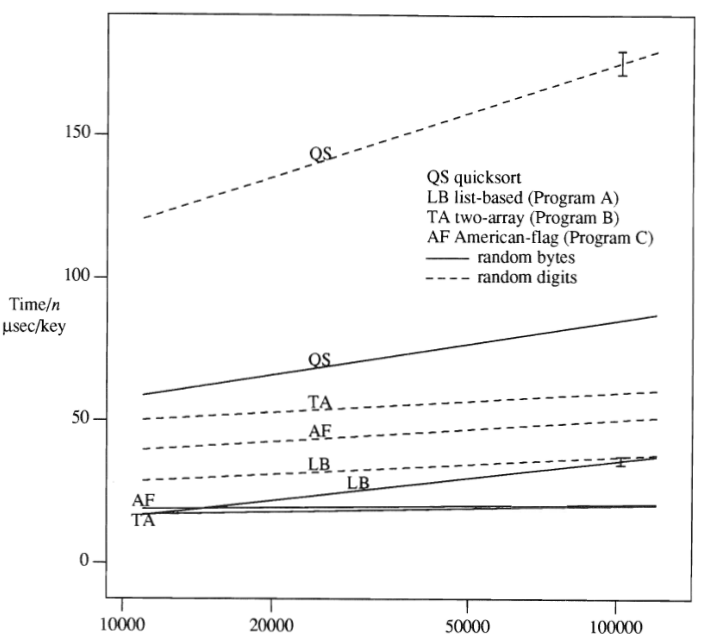 150
QS
QS quicksort
LB list-based (Program A)
TA two-array (Program B)
AF American-flag (Program C)
random bytes
random digits
100
Time/n
μsec/key
QS
TA
50
AF
LB
LB
AF
TA
0
10000 20000 50000 100000